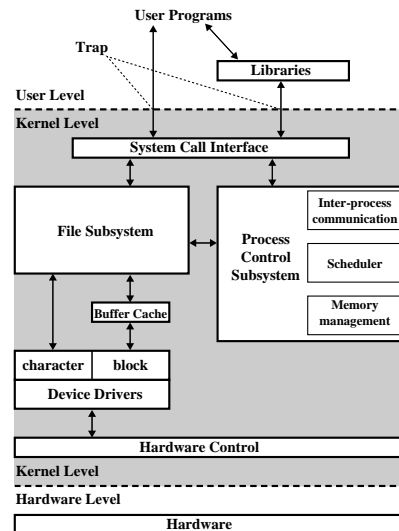 User Programs
Trap
Libraries
User Level
Kernel Level
System Call Interface
File Subsystem
Process
Control
Subsystem
Inter-process
communication
Scheduler
Memory
management
Buffer Cache
character
block
Device Drivers
Hardware Control
Kernel Level
Hardware Level
Hardware